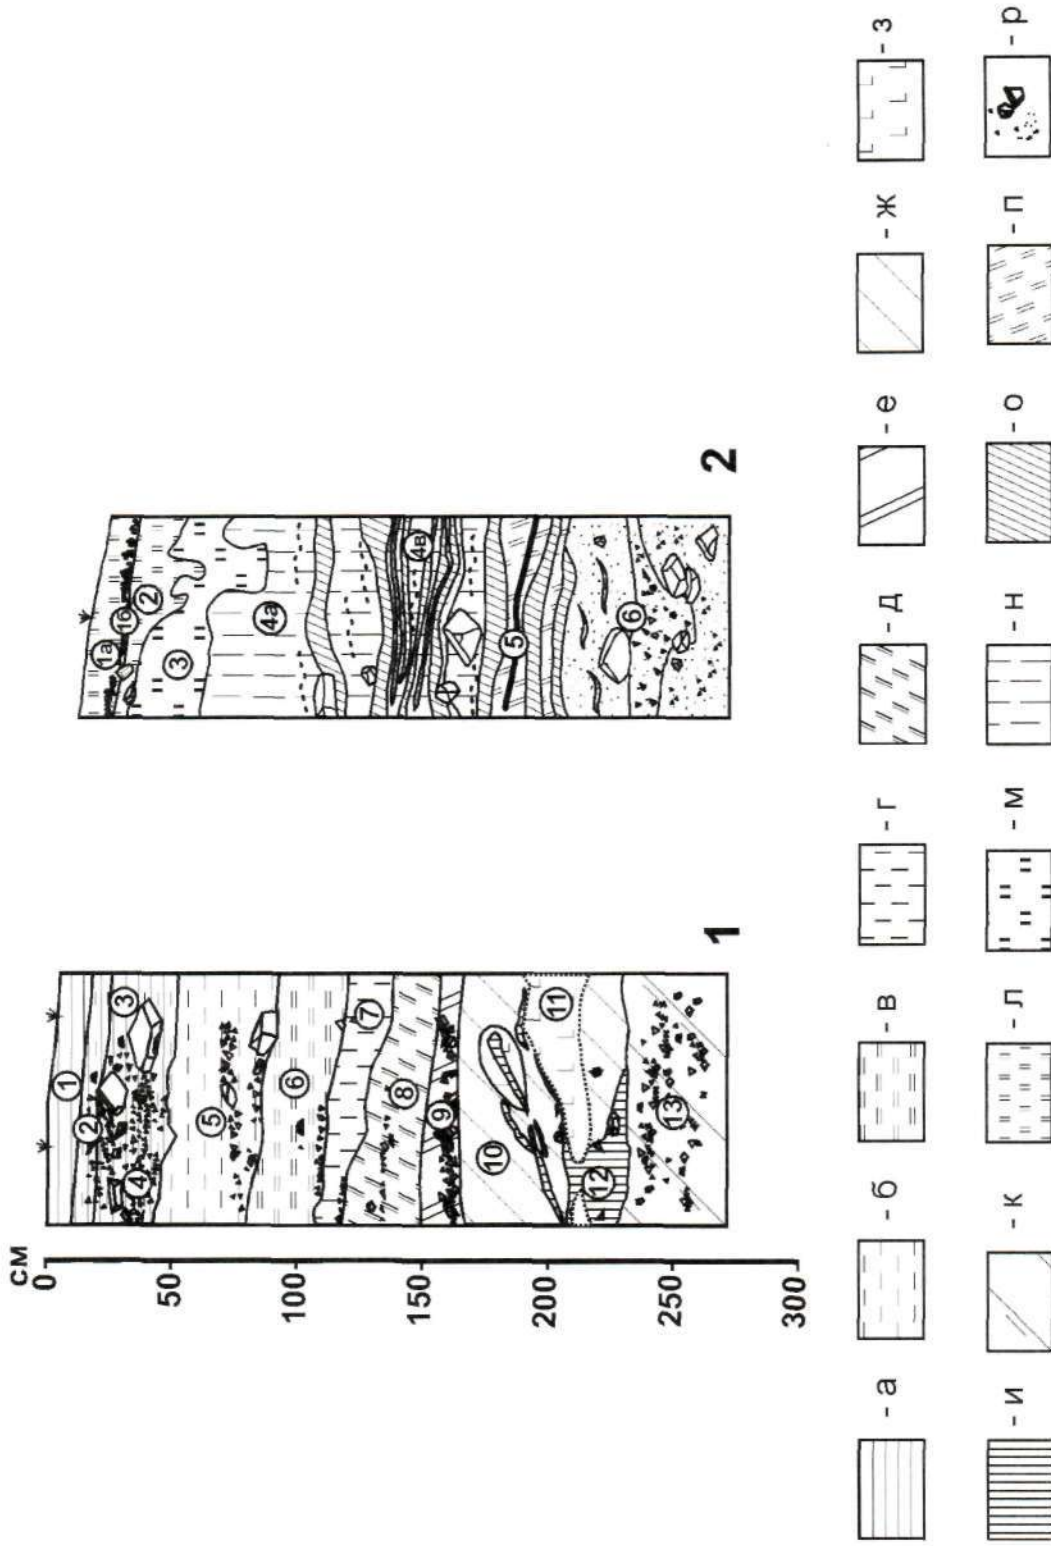 см
0
50
100
150
200
250
300
1
2
3
4
5
6
7
8
9
10
11
12
13
1
1а
1б
2
3
4а
4в
5
6
2
- а
- б
- в
- г
- д
- е
- ж
- з
- и
- к
- л
- м
- н
- о
- п
- р